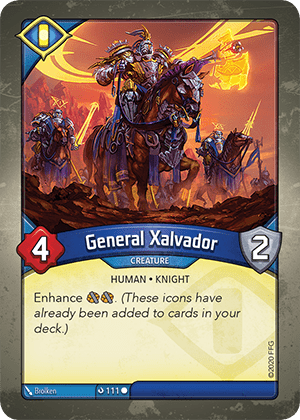 General Xalvador
4
CREATURE
2
HUMAN • KNIGHT
Enhance . (These icons have
already been added to cards in your
deck.)
Broiken
111
©2020 FFG